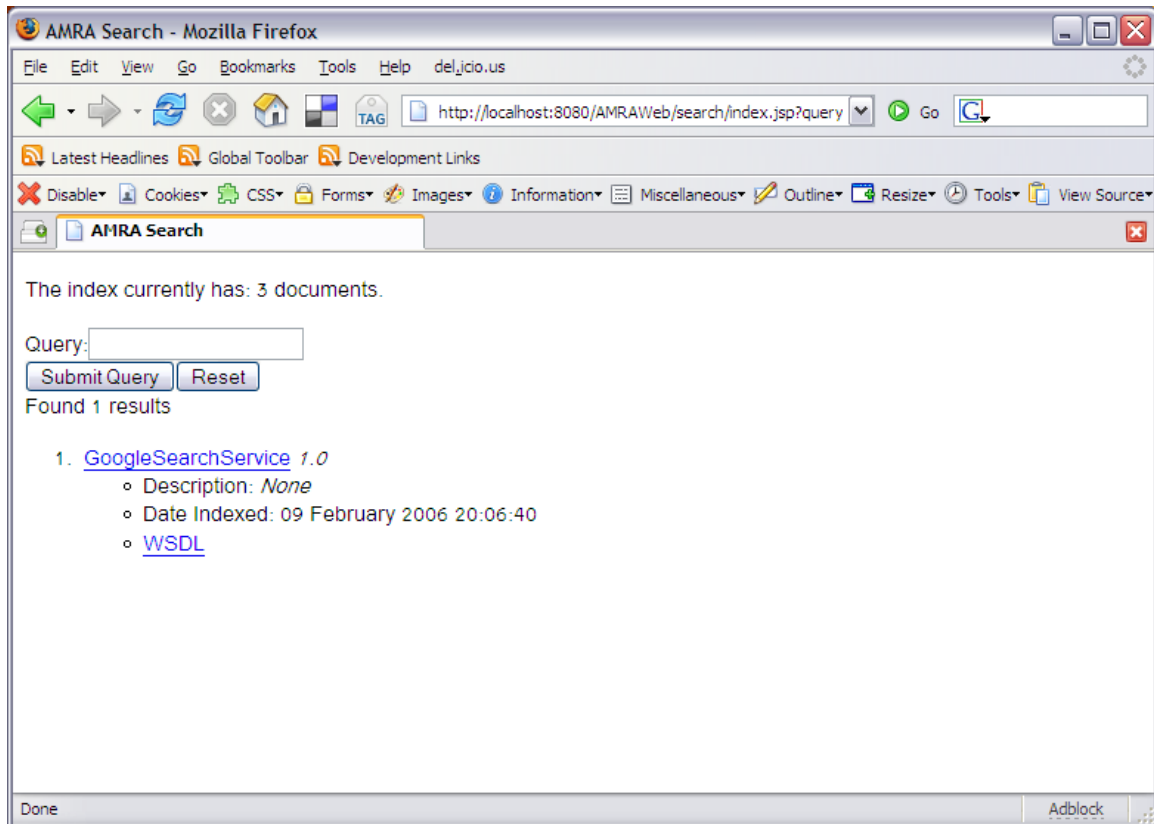 AMRA Search - Mozilla Firefox
File Edit View Go Bookmarks Tools Help del.icio.us
TAG http://localhost:8080/AMRAWeb/search/index.jsp?query Go G
Latest Headlines Global Toolbar Development Links
Disable Cookies CSS Forms Images Information Miscellaneous Outline Resize Tools View Source
AMRA Search
The index currently has: 3 documents.
Query:
Submit Query Reset
Found 1 results
1. GoogleSearchService 1.0
Description: None
Date Indexed: 09 February 2006 20:06:40
WSDL
Done Adblock